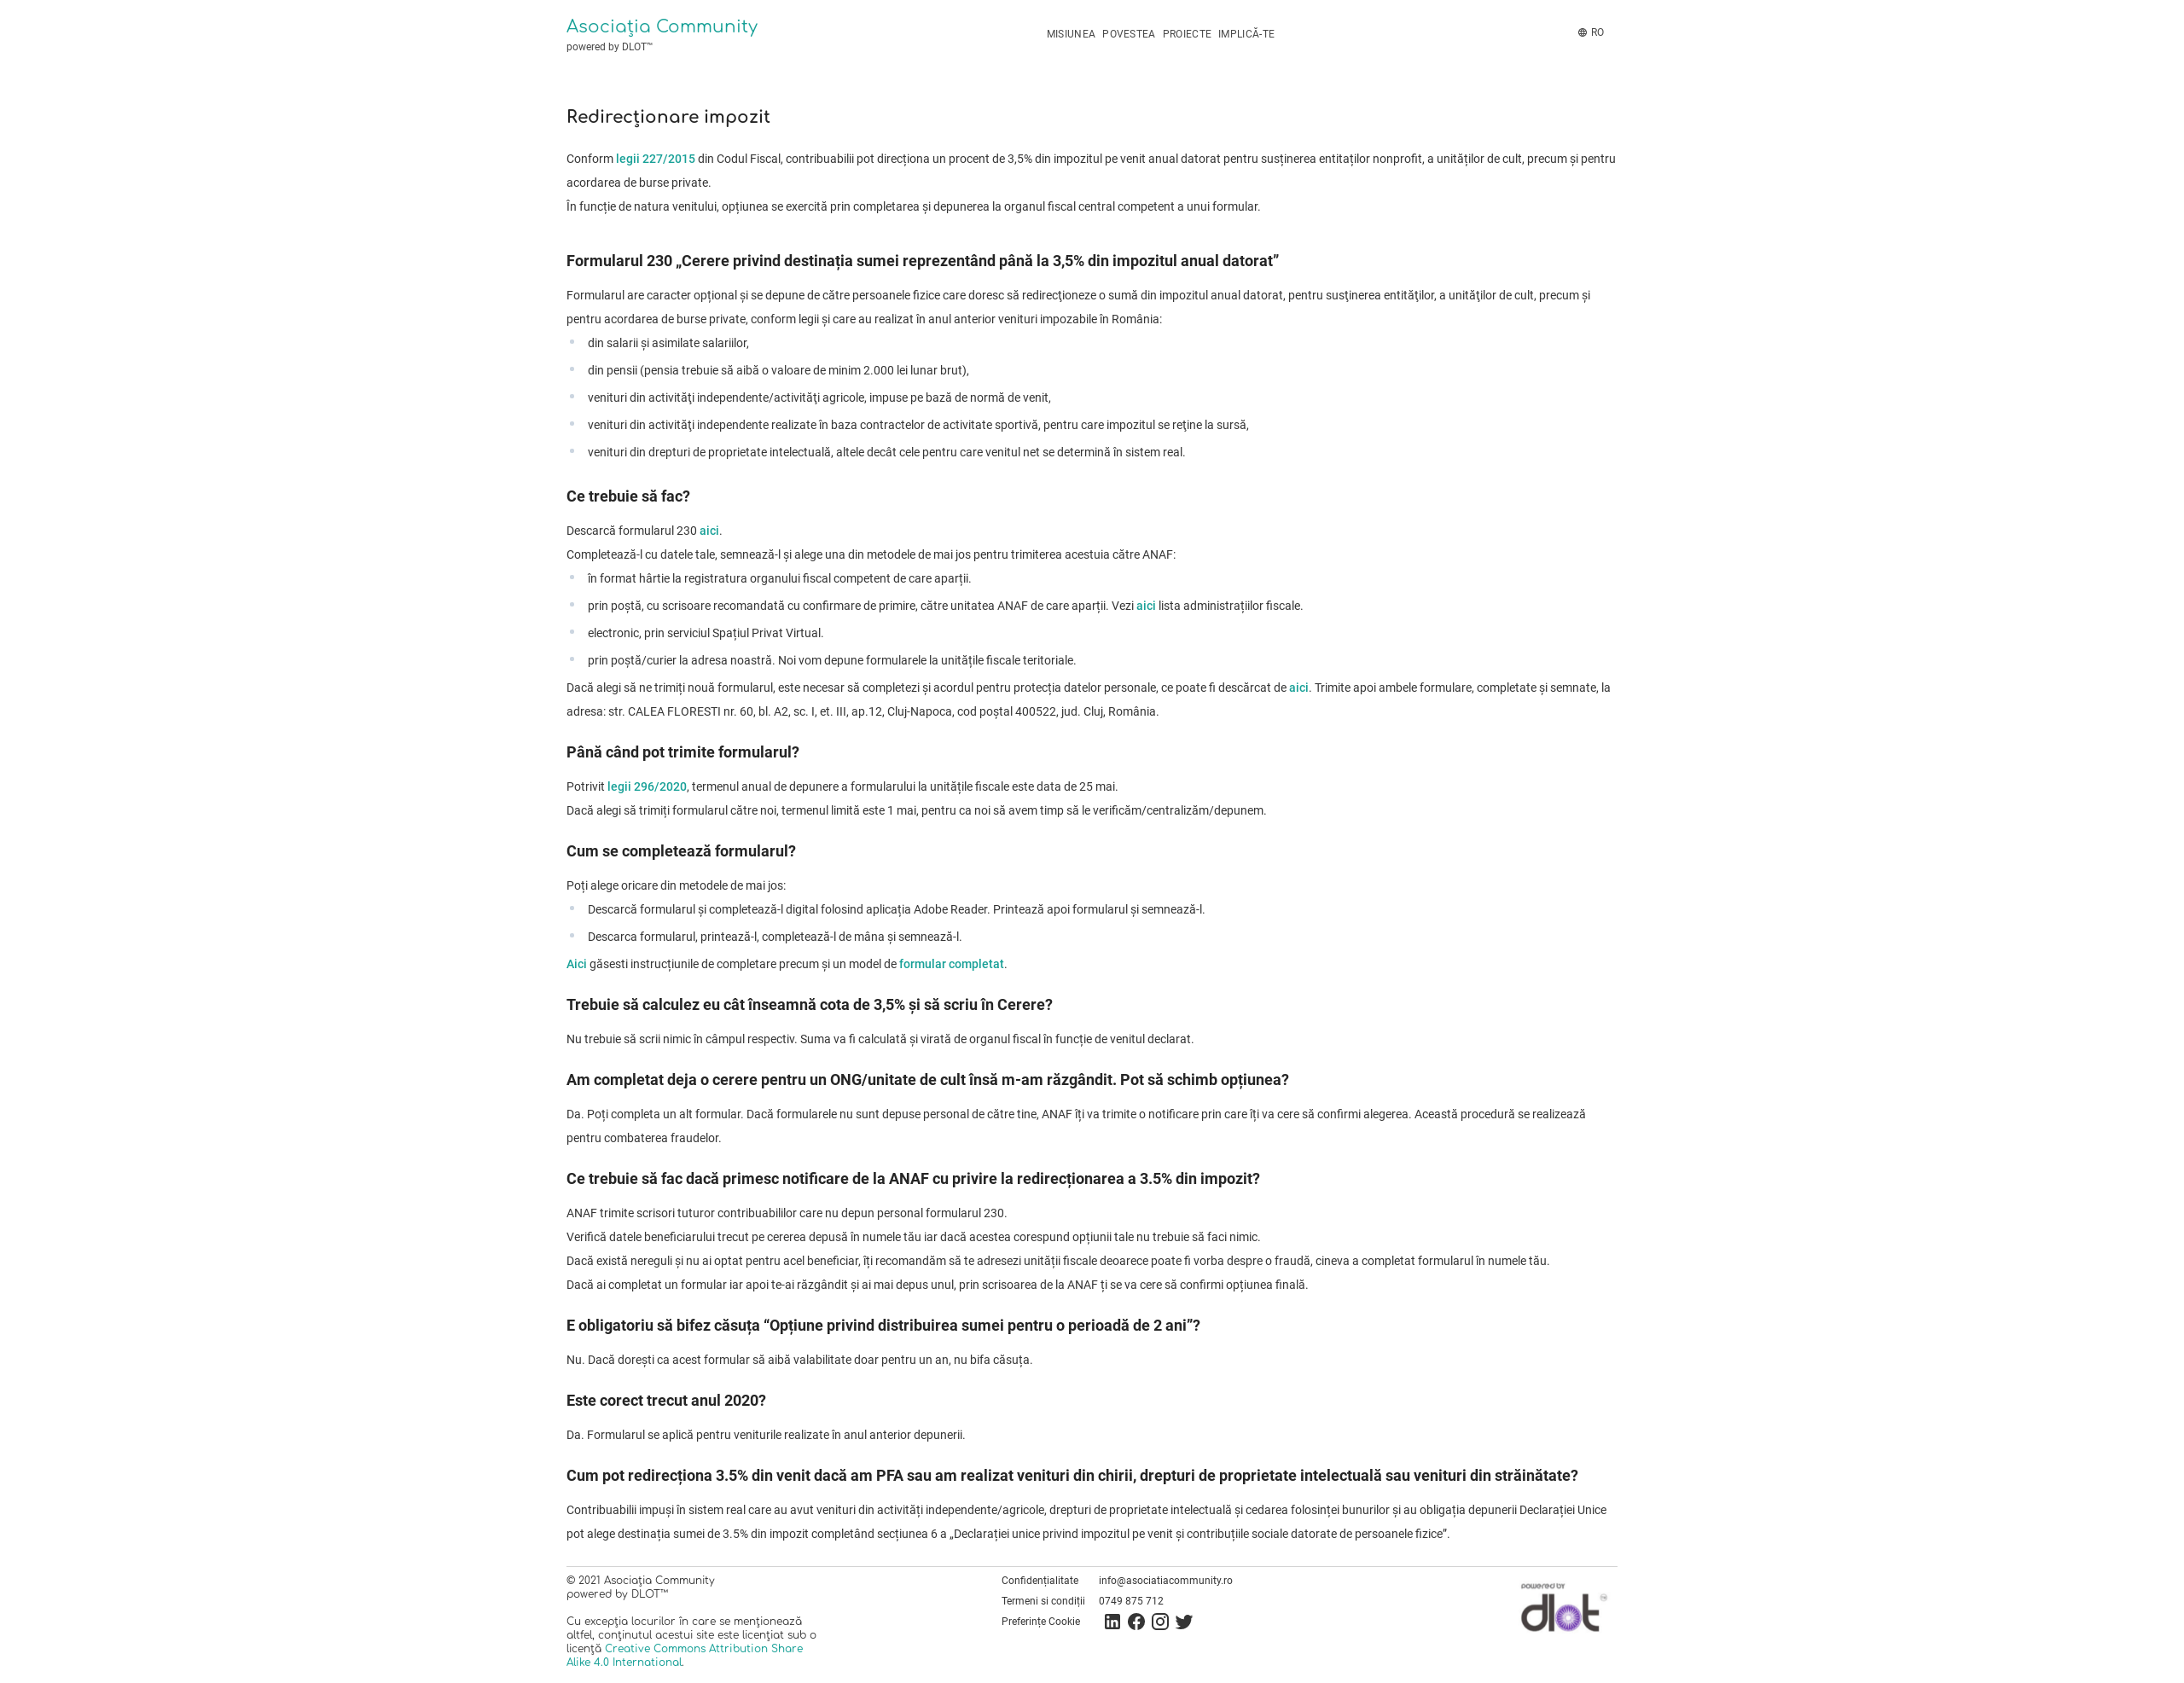 Asociația Community
powered by DLOT™
MISIUNEA POVESTEA PROIECTE IMPLICĂ-TE
RO
Redirecționare impozit
Conform legii 227/2015 din Codul Fiscal, contribuabilii pot direcționa un procent de 3,5% din impozitul pe venit anual datorat pentru susținerea entitaților nonprofit, a unităților de cult, precum și pentru
acordarea de burse private.
În funcție de natura venitului, opțiunea se exercită prin completarea și depunerea la organul fiscal central competent a unui formular.
Formularul 230 „Cerere privind destinația sumei reprezentând până la 3,5% din impozitul anual datorat”
Formularul are caracter opțional și se depune de către persoanele fizice care doresc să redirecţioneze o sumă din impozitul anual datorat, pentru susţinerea entităţilor, a unităţilor de cult, precum și
pentru acordarea de burse private, conform legii și care au realizat în anul anterior venituri impozabile în România:
din salarii și asimilate salariilor,
din pensii (pensia trebuie să aibă o valoare de minim 2.000 lei lunar brut),
venituri din activităţi independente/activităţi agricole, impuse pe bază de normă de venit,
venituri din activităţi independente realizate în baza contractelor de activitate sportivă, pentru care impozitul se reţine la sursă,
venituri din drepturi de proprietate intelectuală, altele decât cele pentru care venitul net se determină în sistem real.
Ce trebuie să fac?
Descarcă formularul 230 aici.
Completează-l cu datele tale, semnează-l și alege una din metodele de mai jos pentru trimiterea acestuia către ANAF:
în format hârtie la registratura organului fiscal competent de care aparții.
prin poștă, cu scrisoare recomandată cu confirmare de primire, către unitatea ANAF de care aparții. Vezi aici lista administrațiilor fiscale.
electronic, prin serviciul Spațiul Privat Virtual.
prin poștă/curier la adresa noastră. Noi vom depune formularele la unitățile fiscale teritoriale.
Dacă alegi să ne trimiți nouă formularul, este necesar să completezi și acordul pentru protecția datelor personale, ce poate fi descărcat de aici. Trimite apoi ambele formulare, completate și semnate, la
adresa: str. CALEA FLORESTI nr. 60, bl. A2, sc. I, et. III, ap.12, Cluj-Napoca, cod poștal 400522, jud. Cluj, România.
Până când pot trimite formularul?
Potrivit legii 296/2020, termenul anual de depunere a formularului la unitățile fiscale este data de 25 mai.
Dacă alegi să trimiți formularul către noi, termenul limită este 1 mai, pentru ca noi să avem timp să le verificăm/centralizăm/depunem.
Cum se completează formularul?
Poți alege oricare din metodele de mai jos:
Descarcă formularul și completează-l digital folosind aplicația Adobe Reader. Printează apoi formularul și semnează-l.
Descarca formularul, printează-l, completează-l de mâna și semnează-l.
Aici găsesti instrucțiunile de completare precum și un model de formular completat.
Trebuie să calculez eu cât înseamnă cota de 3,5% și să scriu în Cerere?
Nu trebuie să scrii nimic în câmpul respectiv. Suma va fi calculată și virată de organul fiscal în funcție de venitul declarat.
Am completat deja o cerere pentru un ONG/unitate de cult însă m-am răzgândit. Pot să schimb opțiunea?
Da. Poți completa un alt formular. Dacă formularele nu sunt depuse personal de către tine, ANAF îți va trimite o notificare prin care îți va cere să confirmi alegerea. Această procedură se realizează
pentru combaterea fraudelor.
Ce trebuie să fac dacă primesc notificare de la ANAF cu privire la redirecționarea a 3.5% din impozit?
ANAF trimite scrisori tuturor contribuabililor care nu depun personal formularul 230.
Verifică datele beneficiarului trecut pe cererea depusă în numele tău iar dacă acestea corespund opțiunii tale nu trebuie să faci nimic.
Dacă există nereguli și nu ai optat pentru acel beneficiar, îți recomandăm să te adresezi unității fiscale deoarece poate fi vorba despre o fraudă, cineva a completat formularul în numele tău.
Dacă ai completat un formular iar apoi te-ai răzgândit și ai mai depus unul, prin scrisoarea de la ANAF ți se va cere să confirmi opțiunea finală.
E obligatoriu să bifez căsuța “Opțiune privind distribuirea sumei pentru o perioadă de 2 ani”?
Nu. Dacă dorești ca acest formular să aibă valabilitate doar pentru un an, nu bifa căsuța.
Este corect trecut anul 2020?
Da. Formularul se aplică pentru veniturile realizate în anul anterior depunerii.
Cum pot redirecționa 3.5% din venit dacă am PFA sau am realizat venituri din chirii, drepturi de proprietate intelectuală sau venituri din străinătate?
Contribuabilii impuși în sistem real care au avut venituri din activități independente/agricole, drepturi de proprietate intelectuală și cedarea folosinței bunurilor și au obligația depunerii Declarației Unice
pot alege destinația sumei de 3.5% din impozit completând secțiunea 6 a „Declarației unice privind impozitul pe venit și contribuțiile sociale datorate de persoanele fizice”.
© 2021 Asociația Community
powered by DLOT™
Cu excepția locurilor în care se menționează
altfel, conținutul acestui site este licențiat sub o
licență Creative Commons Attribution Share
Alike 4.0 International.
Confidențialitate
Termeni si condiții
Preferințe Cookie
info@asociatiacommunity.ro
0749 875 712
powered by
dlot